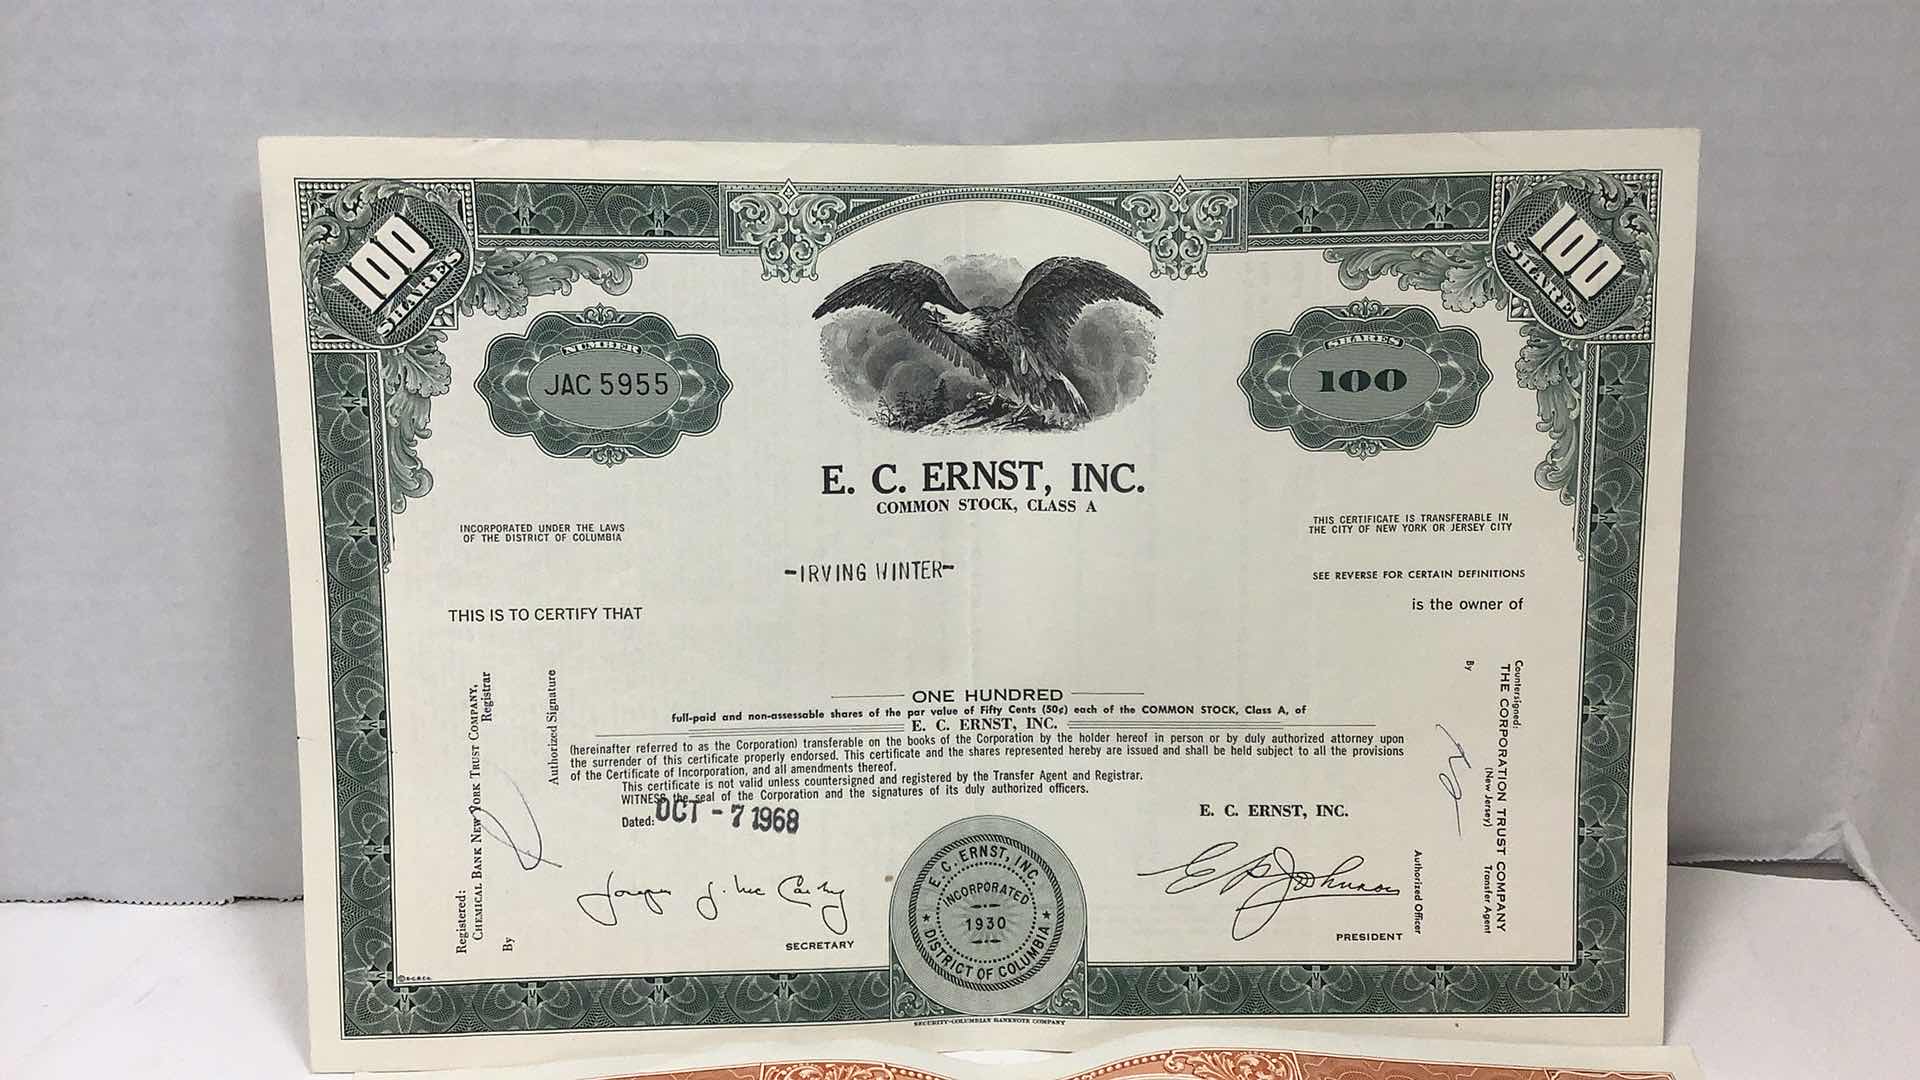 100
SHARES
100
SHARES
NUMBER
JAC 5955
SHARES
100
E. C. ERNST, INC.
COMMON STOCK, CLASS A
INCORPORATED UNDER THE LAWS
OF THE DISTRICT OF COLUMBIA
THIS CERTIFICATE IS TRANSFERABLE IN
THE CITY OF NEW YORK OR JERSEY CITY
-IRVING WINTER-
SEE REVERSE FOR CERTAIN DEFINITIONS
THIS IS TO CERTIFY THAT
is the owner of
ONE HUNDRED
full-paid and non-assessable shares of the par value of Fifty Cents (50¢) each of the COMMON STOCK, Class A, of
E. C. ERNST, INC.
(hereinafter referred to as the Corporation) transferable on the books of the Corporation by the holder hereof in person or by duly authorized attorney upon
the surrender of this certificate properly endorsed. This certificate and the shares represented hereby are issued and shall be held subject to all the provisions
of the Certificate of Incorporation, and all amendments thereof.
This certificate is not valid unless countersigned and registered by the Transfer Agent and Registrar.
WITNESS the seal of the Corporation and the signatures of its duly authorized officers.
Dated: OCT - 7 1968
E. C. ERNST, INC.
Registered:
CHEMICAL BANK NEW YORK TRUST COMPANY,
Registrar
By
Authorized Signature
Countersigned:
THE CORPORATION TRUST COMPANY
(New Jersey)
Transfer Agent
By
Authorized Officer
SECRETARY
E. C. ERNST, INC.
INCORPORATED
1930
★ DISTRICT OF COLUMBIA ★
Johnson
PRESIDENT
SECURITY-COLUMBIAN BANKNOTE COMPANY